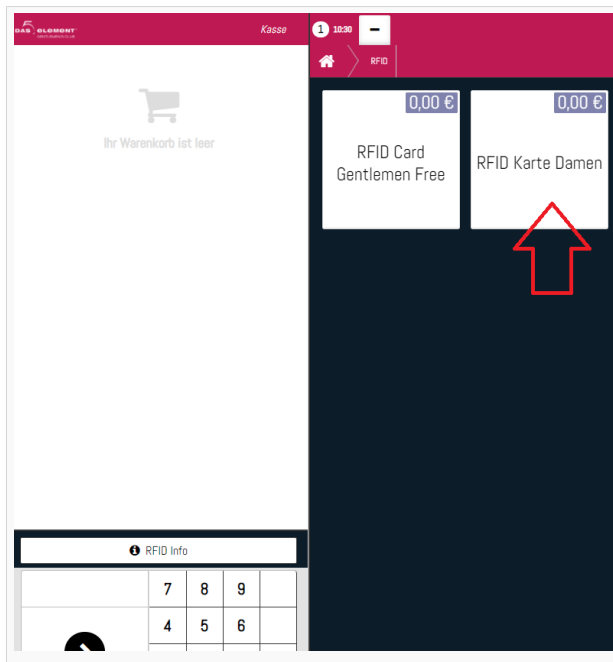 DAS 5 ELEMENT
Kasse
1 10:30
RFID
Ihr Warenkorb ist leer
0,00 €
RFID Card
Gentlemen Free
0,00 €
RFID Karte Damen
RFID Info
7 8 9
4 5 6